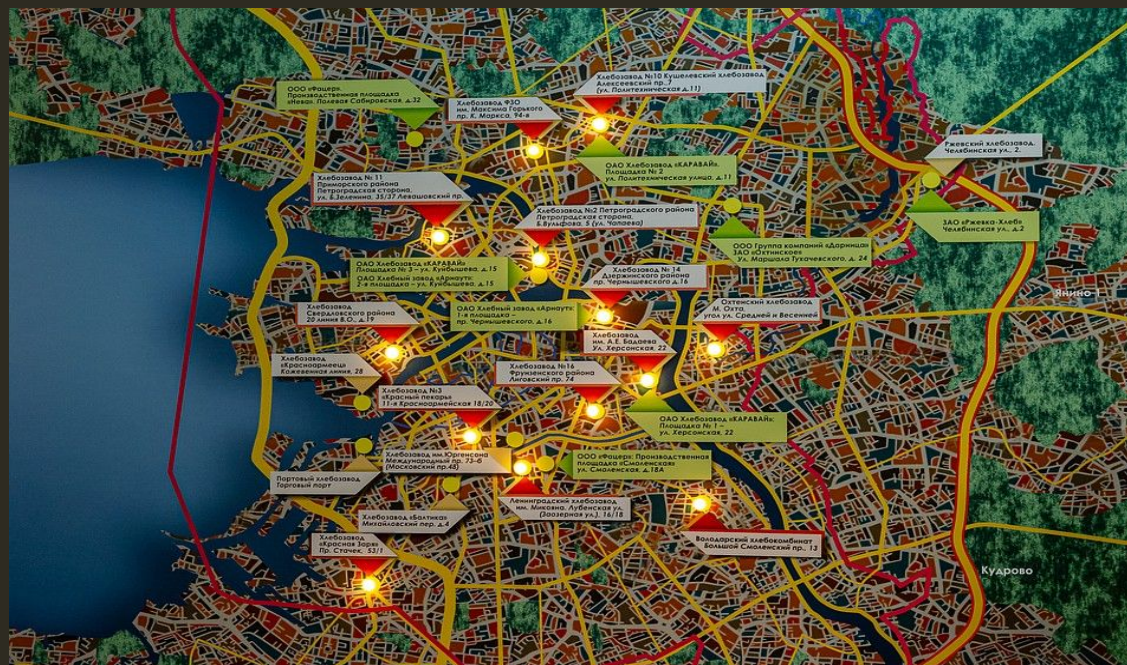 ООО «Фацер».
Производственная площадка
«Нева». Полевая Сабировская, д.32
Хлебозавод ФЗО
им. Максима Горького
пр. К. Маркса, 94-в
Хлебозавод №10 Кушелевский хлебозавод
Алексеевский пр.,7
(ул. Политехническая д.11)
Ржевский хлебозавод.
Челябинская ул., 2.
ОАО Хлебозавод «КАРАВАЙ».
Площадка № 2
ул. Политехническая улица, д.11
Хлебозавод № 11
Приморского района
Петроградская сторона,
ул. Б.Зеленина, 35/37 Левашовский пр.
Хлебозавод №2 Петроградского района
Петроградская сторона,
Б.Вульфова, 5 (ул. Чапаева)
ЗАО «Ржевка-Хлеб»
Челябинская ул., д.2
ООО Группа компаний «Дарница»
ЗАО «Охтинское»
Ул. Маршала Тухачевского, д. 24
ОАО Хлебозавод «КАРАВАЙ»
Площадка № 3 – ул. Куйбышева, д.15
ОАО Хлебный завод «Арнаут»:
2-я площадка – ул. Куйбышева, д.15
Хлебозавод № 14
Дзержинского района
пр. Чернышевского д.16
Янино-1
Хлебозавод
Свердловского района
20 линия В.О., д.19
ОАО Хлебный завод «Арнаут»:
1-я площадка –
пр. Чернышевского, д.16
Охтенский хлебозавод
М. Охта,
угол ул. Средней и Весенней
Хлебозавод
им. А.Е. Бадаева
Ул. Херсонская, 22
Хлебозавод
«Красноармеец»
Кожевенная линия, 28
Хлебозавод №16
Фрунзенского района
Лиговский пр. 74
Хлебозавод №3
«Красный пекарь»
11-я Красноармейская 18/20
ОАО Хлебозавод «КАРАВАЙ»:
Площадка № 1 –
ул. Херсонская, 22
Хлебозавод им.Юргенсона
Международный пр. 73-б
(Московский пр.48)
ООО «Фацер»: Производственная
площадка «Смоленская»
ул. Смоленская, д.18А
Портовый хлебозавод
Торговый порт
Ленинградский хлебозавод
им. Микояна. Лубенская ул.
(Заозерная ул.), 16/18
Хлебозавод «Балтика»
Михайловский пер. д.4
Хлебозавод
«Красная Заря»
Пр. Стачек, 53/1
Володарский хлебокомбинат
Большой Смоленский пр., 13
Кудрово